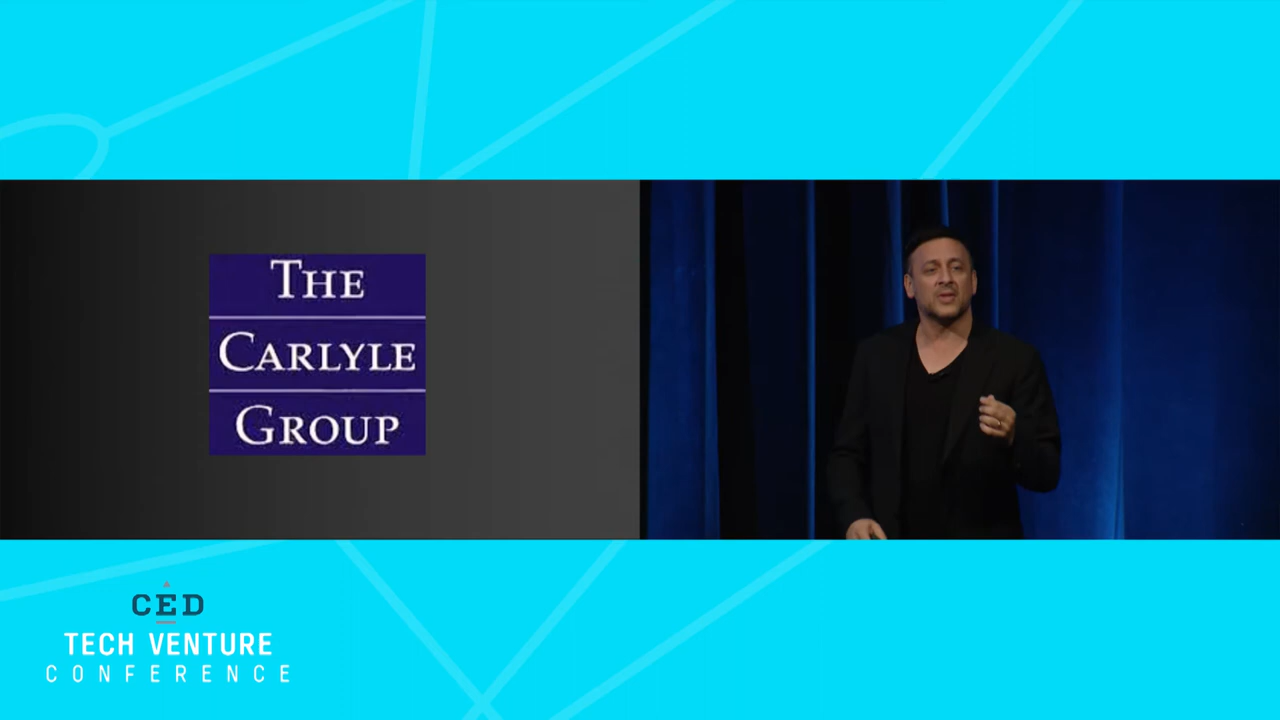 THE
CARLYLE
GROUP
CED
TECH VENTURE
CONFERENCE